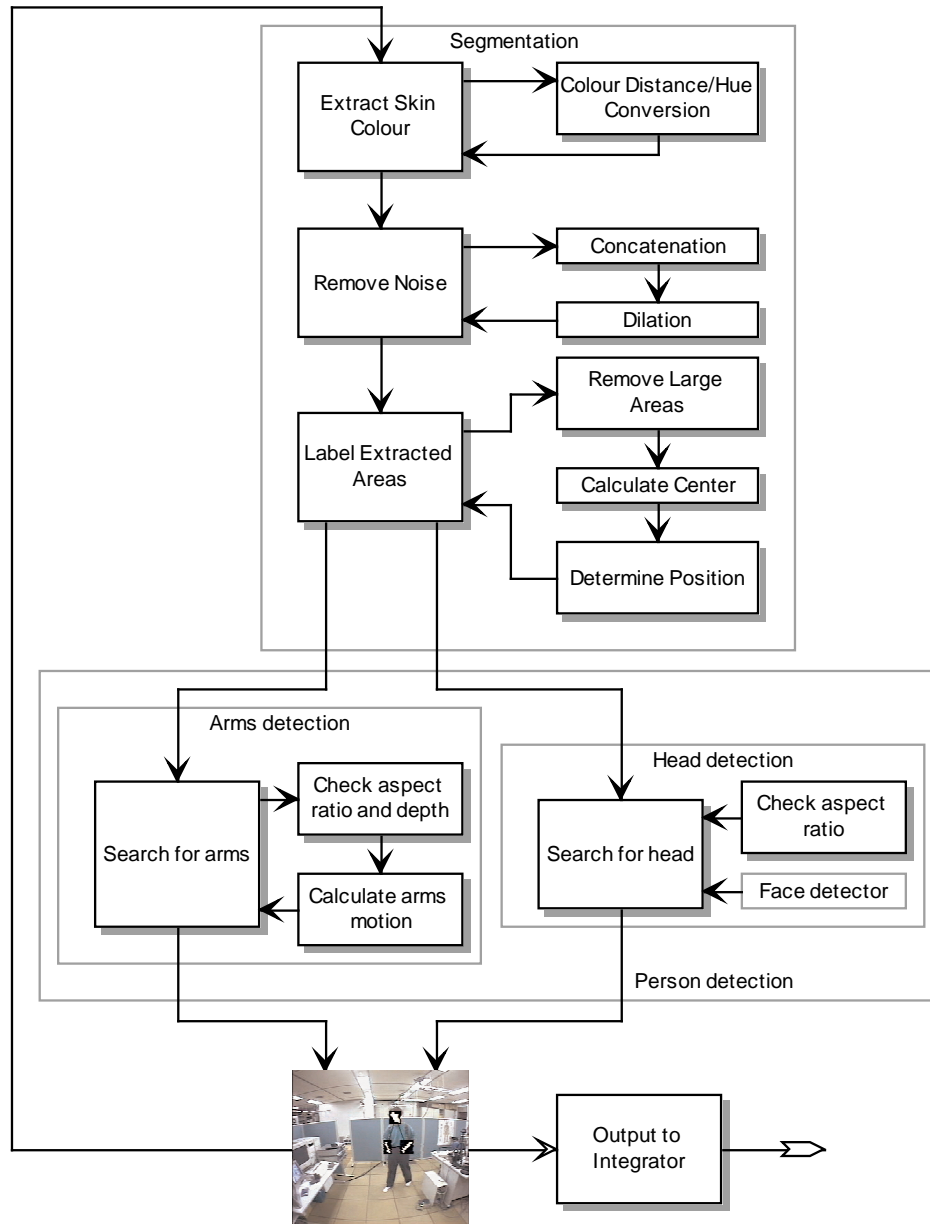 Segmentation
Extract Skin
Colour
Colour Distance/Hue
Conversion
Remove Noise
Concatenation
Dilation
Label Extracted
Areas
Remove Large
Areas
Calculate Center
Determine Position
Arms detection
Search for arms
Check aspect
ratio and depth
Calculate arms
motion
Head detection
Search for head
Check aspect
ratio
Face detector
Person detection
Output to
Integrator